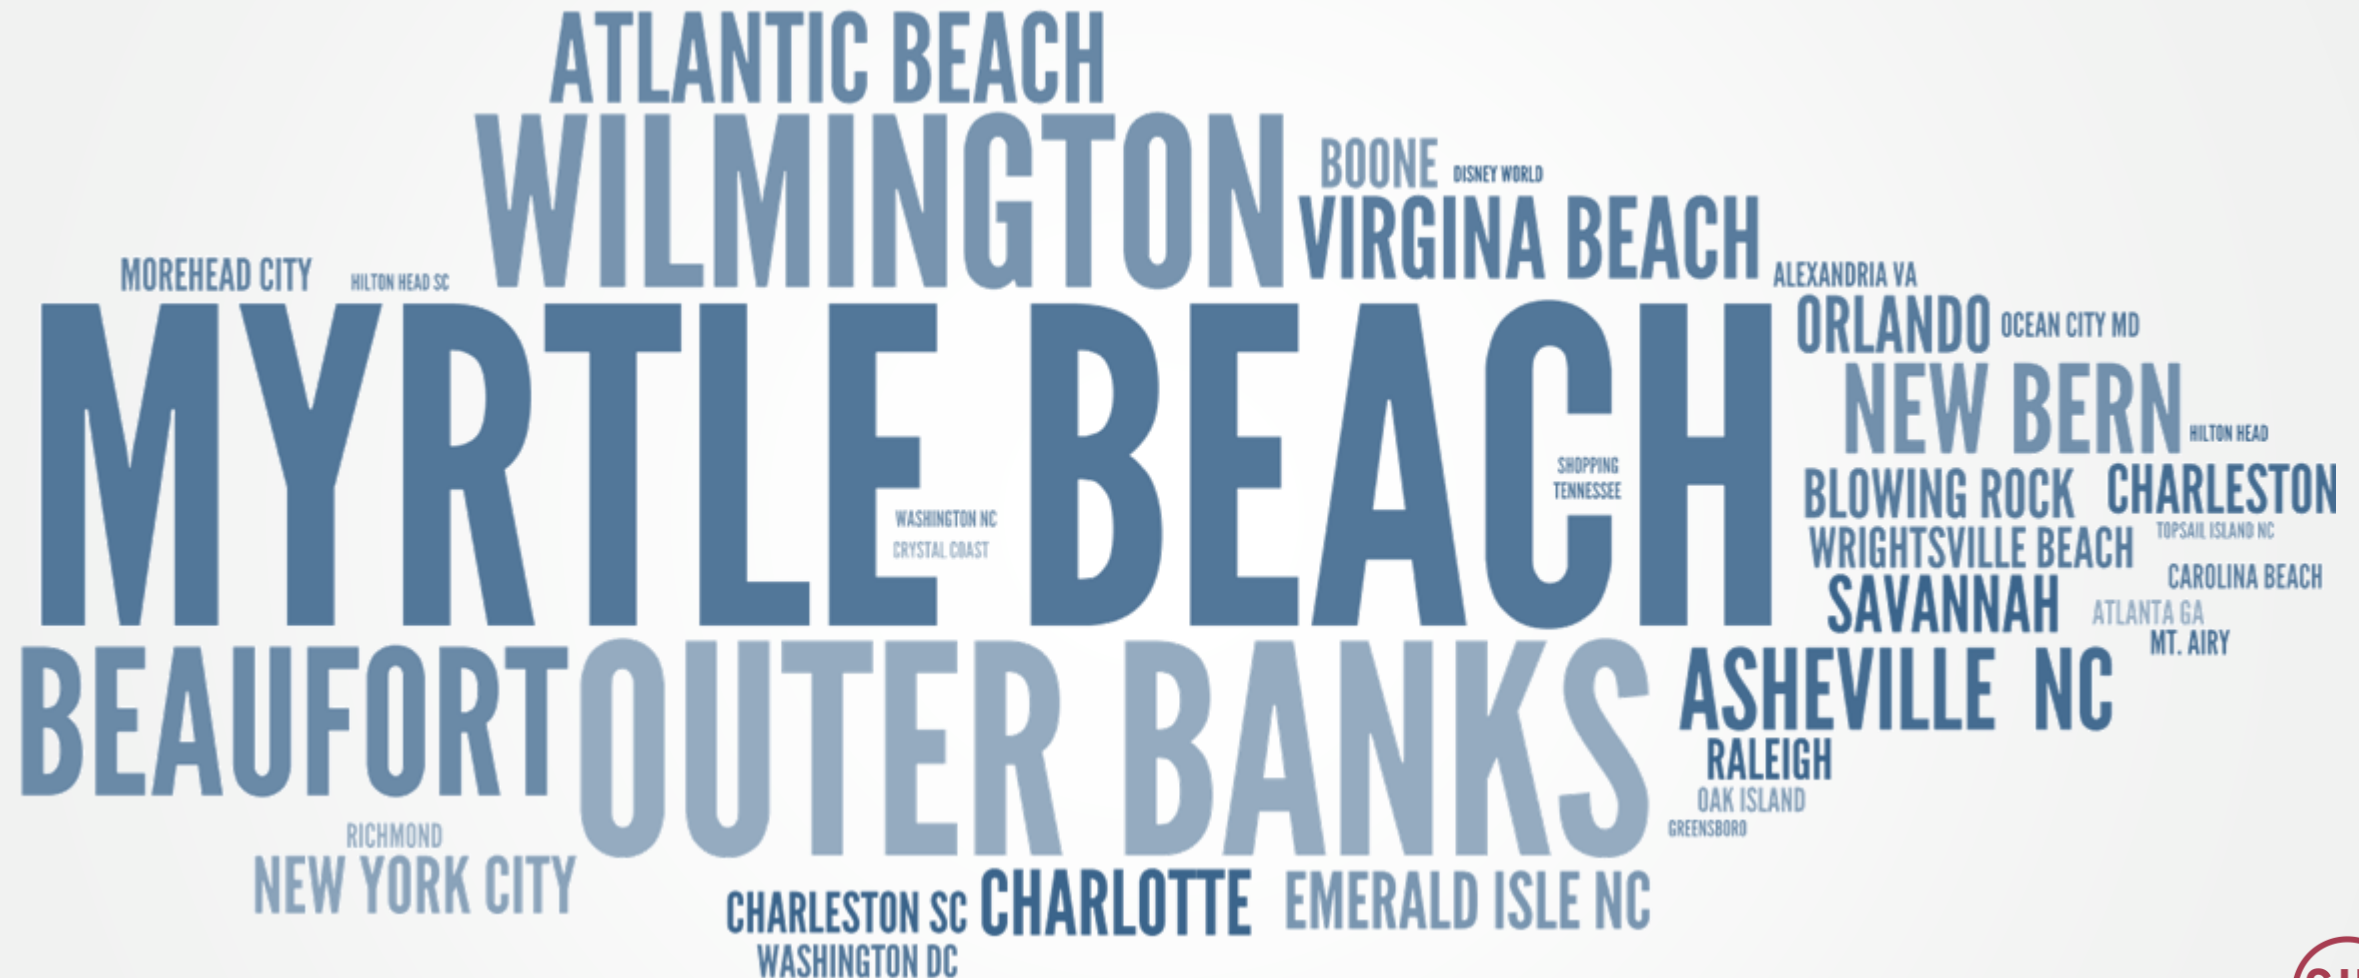 ATLANTIC BEACH
WILMINGTON
BOONE
DISNEY WORLD
VIRGINA BEACH
MOREHEAD CITY
HILTON HEAD SC
ALEXANDRIA VA
MYRTLE BEACH
ORLANDO
OCEAN CITY MD
NEW BERN
HILTON HEAD
SHOPPING
TENNESSEE
BLOWING ROCK
CHARLESTON
WASHINGTON NC
CRYSTAL COAST
WRIGHTSVILLE BEACH
TOPSAIL ISLAND NC
CAROLINA BEACH
SAVANNAH
ATLANTA GA
MT. AIRY
BEAUFORT
OUTER BANKS
ASHEVILLE NC
RALEIGH
OAK ISLAND
GREENSBORO
RICHMOND
NEW YORK CITY
CHARLESTON SC
CHARLOTTE
EMERALD ISLE NC
WASHINGTON DC